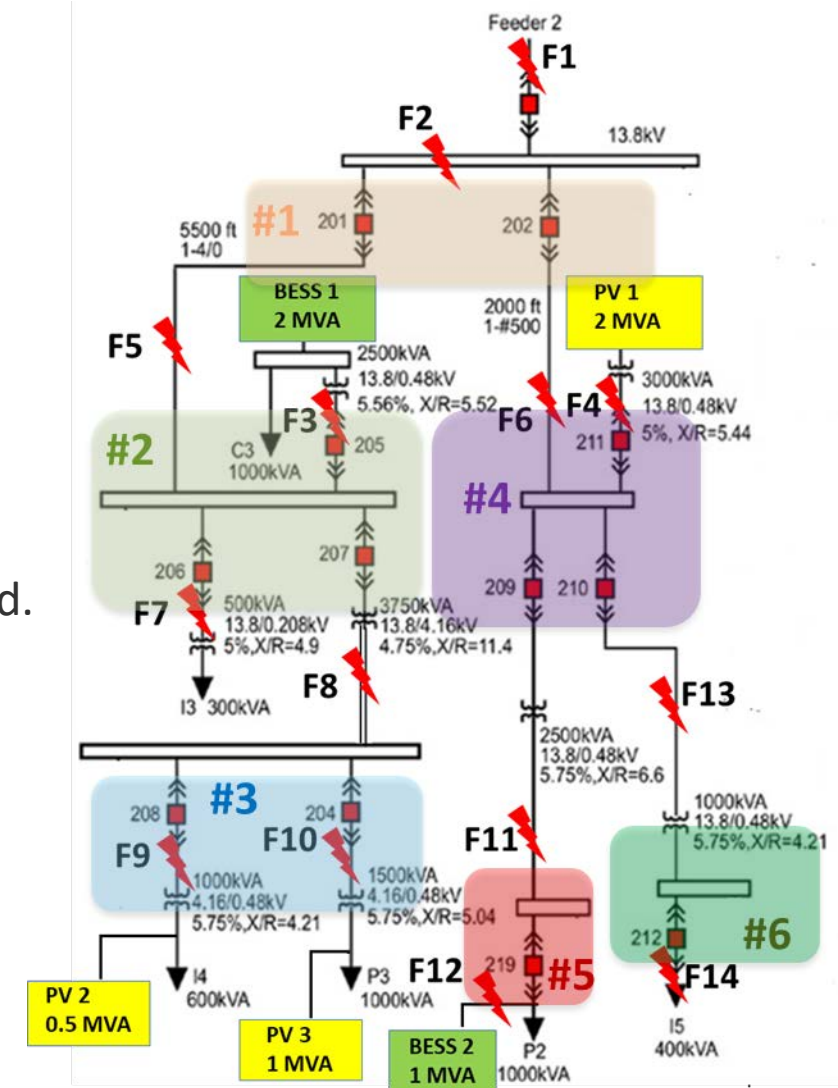 Feeder 2
F1
F2
13.8kV
#1
201
202
5500 ft
1-4/0
BESS 1
2 MVA
2000 ft
1-#500
PV 1
2 MVA
F5
2500kVA
13.8/0.48kV
5.56%, X/R=5.52
3000kVA
13.8/0.48kV
5%, X/R=5.44
F3
F6
F4
#2
C3
1000kVA
205
211
#4
206
207
209
210
d.
F7
500kVA
13.8/0.208kV
5%,X/R=4.9
3750kVA
13.8/4.16kV
4.75%,X/R=11.4
I3 300kVA
F8
F13
2500kVA
13.8/0.48kV
5.75%,X/R=6.6
#3
208
204
F9
F10
F11
1000kVA
13.8/0.48kV
5.75%,X/R=4.21
1000kVA
4.16/0.48kV
5.75%,X/R=4.21
1500kVA
4.16/0.48kV
5.75%,X/R=5.04
212
#6
F12
219
#5
F14
I4
600kVA
P3
1000kVA
PV 2
0.5 MVA
PV 3
1 MVA
BESS 2
1 MVA
P2
1000kVA
I5
400kVA